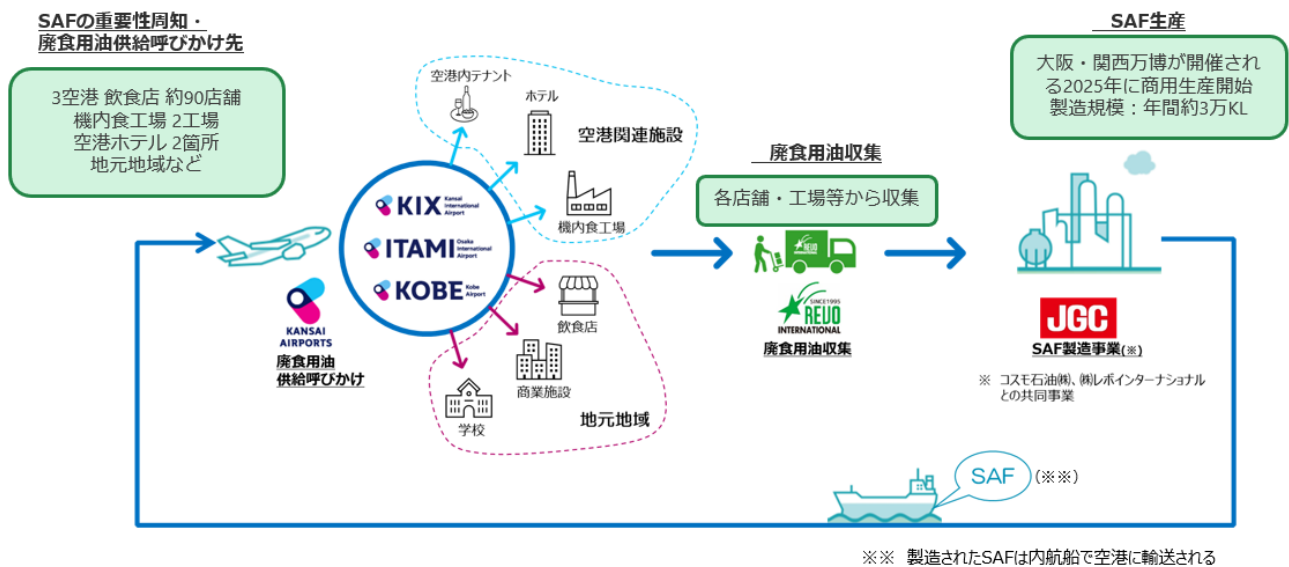 SAFの重要性周知・
廃食用油供給呼びかけ先
3空港 飲食店 約90店舗
機内食工場 2工場
空港ホテル 2箇所
地元地域など
空港内テナント
ホテル
空港関連施設
機内食工場
KIX Kansai International Airport
ITAMI Osaka International Airport
KOBE Kobe Airport
KANSAI
AIRPORTS
廃食用油
供給呼びかけ
飲食店
商業施設
学校
地元地域
廃食用油収集
各店舗・工場等から収集
REVO
INTERNATIONAL
SINCE1995
REVO
INTERNATIONAL
廃食用油収集
SAF生産
大阪・関西万博が開催され
る2025年に商用生産開始
製造規模：年間約3万KL
JGC
SAF製造事業(※)
※ コスモ石油㈱、㈱レボインターナショナル
との共同事業
SAF
(※※)
※※ 製造されたSAFは内航船で空港に輸送される